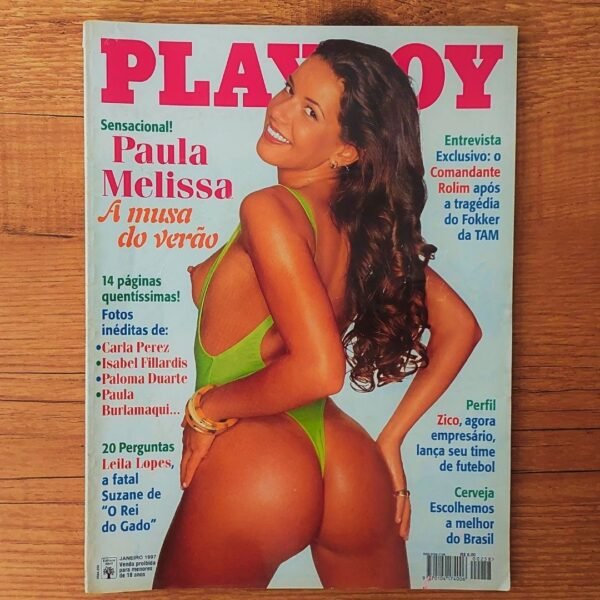 PLAYBOY
Sensacional!
Paula
Melissa
A musa
do verão
14 páginas
quentíssimas!
Fotos
inéditas de:
•Carla Perez
•Isabel Fillardis
•Paloma Duarte
•Paula
Burlamaqui...
20 Perguntas
Leila Lopes,
a fatal
Suzane de
“O Rei
do Gado”
JANEIRO 1997
Venda proibida
para menores
de 18 anos
Entrevista
Exclusivo: o
Comandante
Rolim após
a tragédia
do Fokker
da TAM
Perfil
Zico, agora
empresário,
lança seu time
de futebol
Cerveja
Escolhemos
a melhor
do Brasil